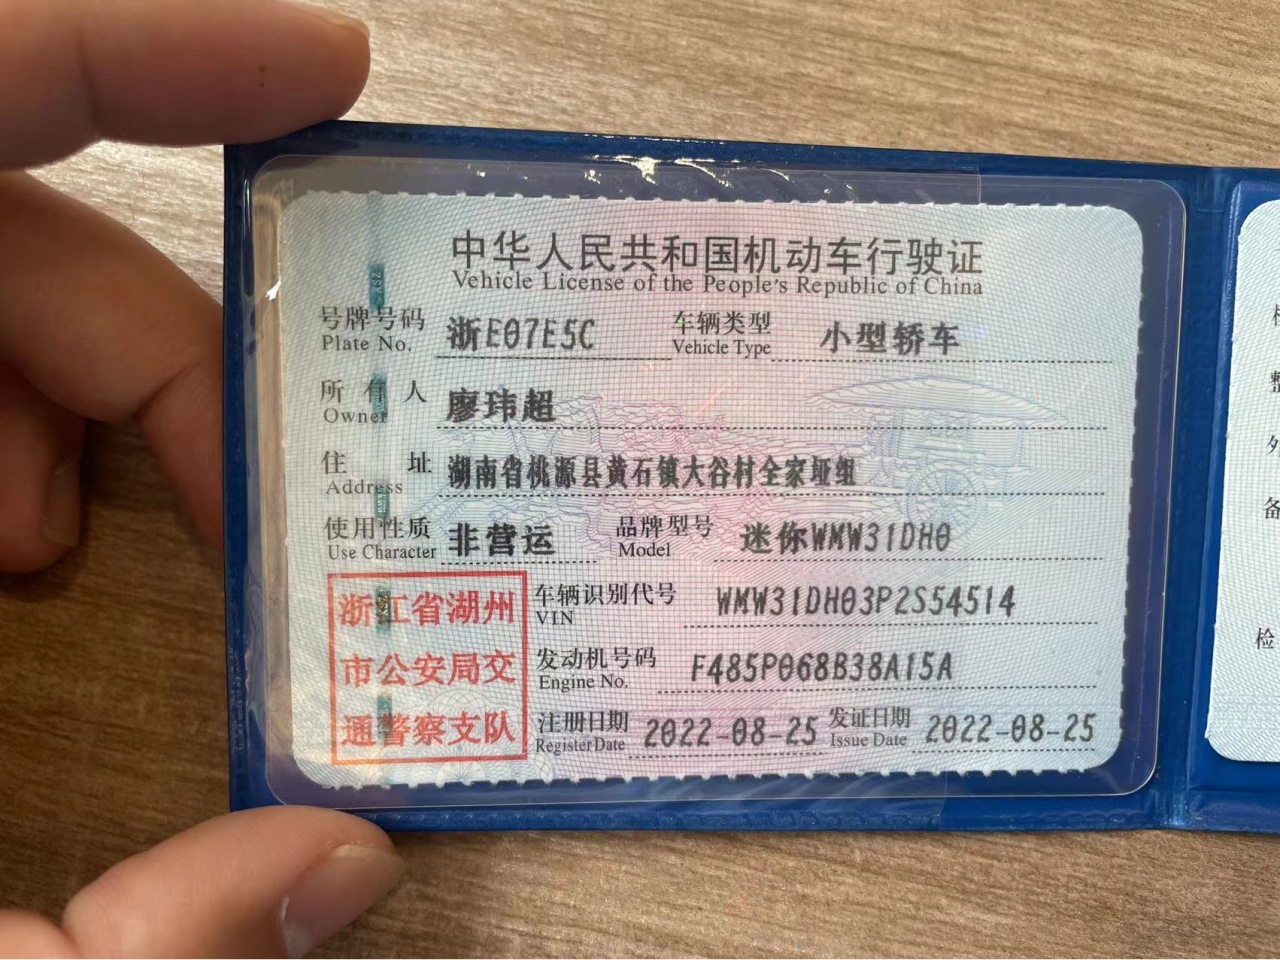 中华人民共和国机动车行驶证
Vehicle License of the People's Republic of China
号牌号码 浙E07E5C 车辆类型 小型轿车
Plate No. Vehicle Type
所有人 廖玮超
Owner
住址 湖南省桃源县黄石镇大谷村全家垭组
Address
使用性质 非营运 品牌型号 迷你WMW31DH0
Use Character Model
浙江省湖州 车辆识别代号 WMW31DH03P2S54514
VIN
市公安局交 发动机号码 F485P068B38A15A
Engine No.
通警察支队 注册日期 2022-08-25 发证日期 2022-08-25
Register Date Issue Date
整
外
备
检